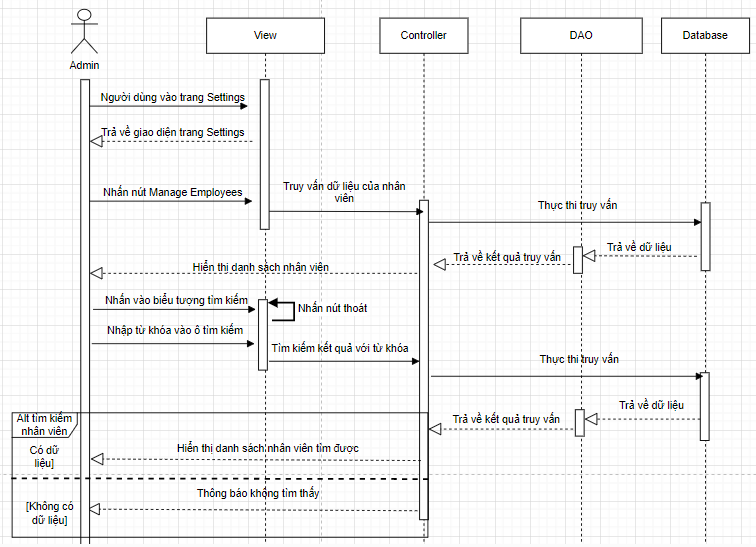 View
Controller
DAO
Database
Admin
Người dùng vào trang Settings
Trả về giao diện trang Settings
Nhấn nút Manage Employees
Truy vấn dữ liệu của nhân
viên
Thực thi truy vấn
Trả về dữ liệu
Trả về kết quả truy vấn
Hiển thị danh sách nhân viên
Nhấn vào biểu tượng tìm kiếm
Nhấn nút thoát
Nhập từ khóa vào ô tìm kiếm
Tìm kiếm kết quả với từ khóa
Thực thi truy vấn
Trả về dữ liệu
Trả về kết quả truy vấn
Alt tìm kiếm
nhân viên
Hiển thị danh sách nhân viên tìm được
Có dữ
liệu]
Thông báo không tìm thấy
[Không có
dữ liệu]